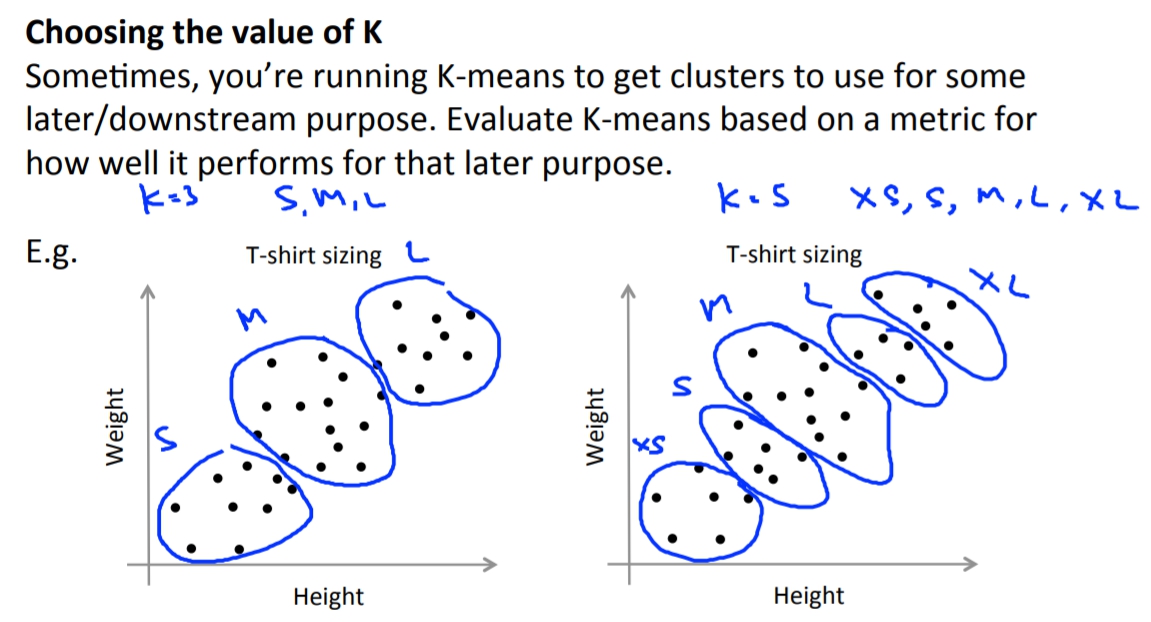 Choosing the value of K
Sometimes, you’re running K-means to get clusters to use for some
later/downstream purpose. Evaluate K-means based on a metric for
how well it performs for that later purpose.
K=3 S,M,L
K=5 XS, S, M, L, XL
E.g.
T-shirt sizing
L
M
S
Weight
Height
T-shirt sizing
XL
L
M
S
XS
Weight
Height